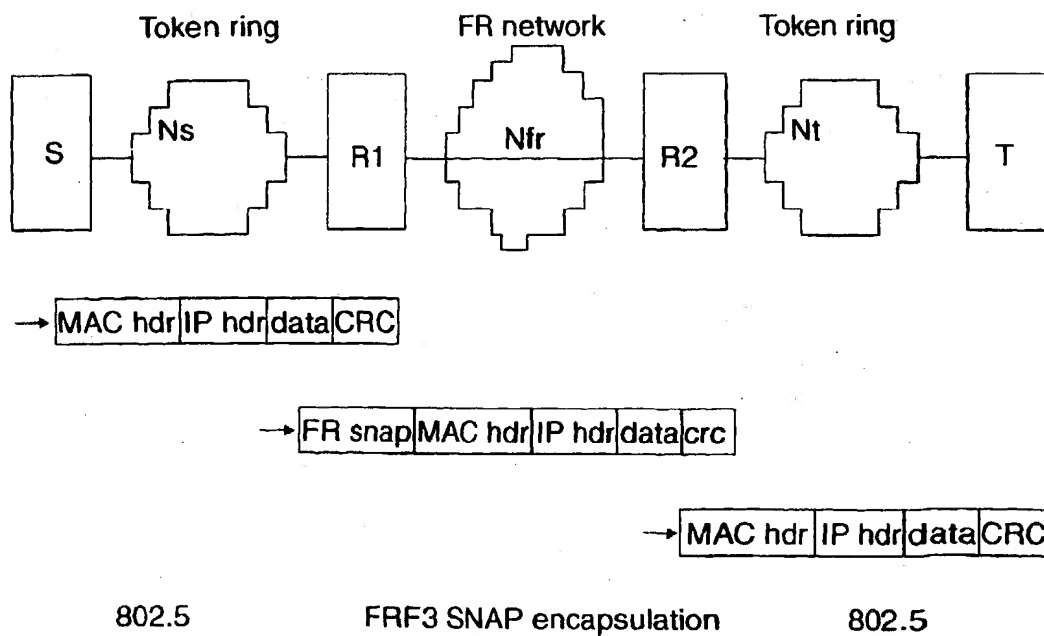 Token ring FR network Token ring
S Ns R1 Nfr R2 Nt T
MAC hdr IP hdr data CRC
FR snap MAC hdr IP hdr data crc
MAC hdr IP hdr data CRC
802.5 FRF3 SNAP encapsulation 802.5